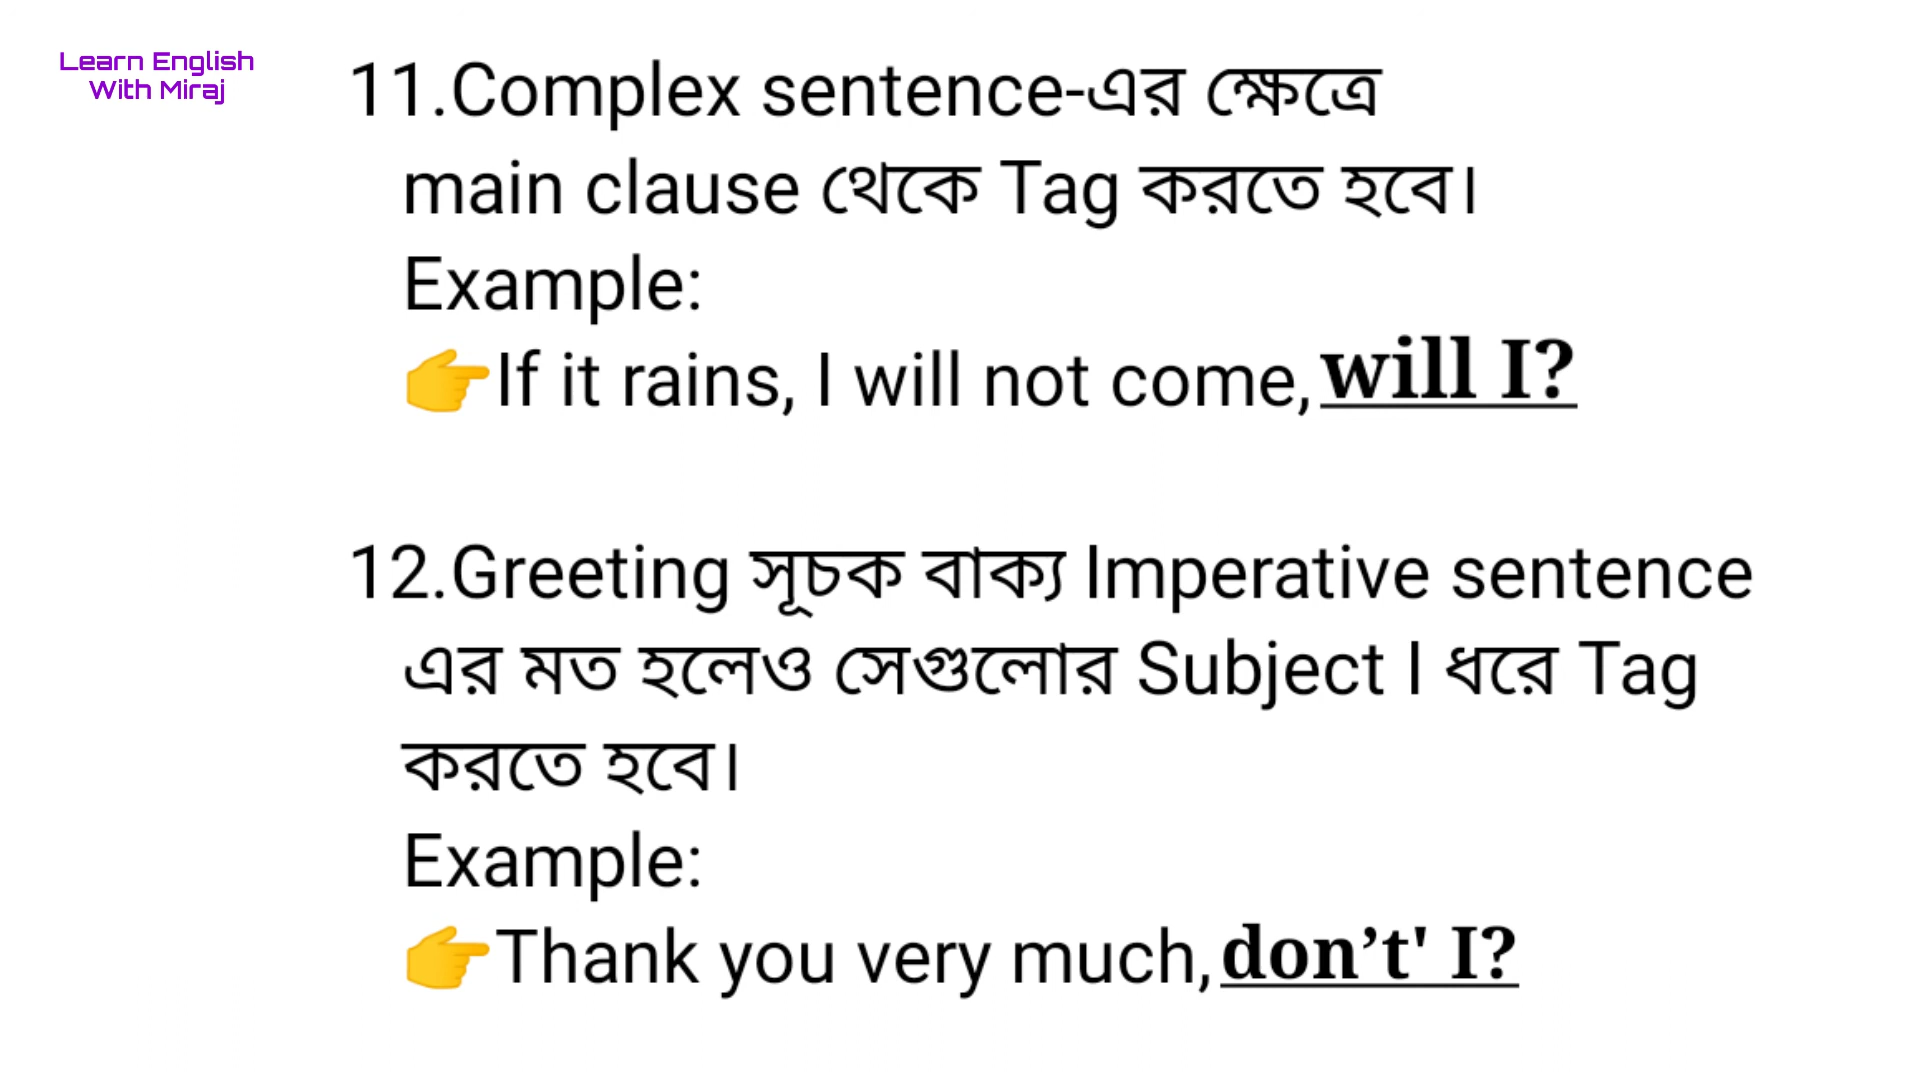 Learn English
With Miraj
11.Complex sentence-এর ক্ষেত্রে
main clause থেকে Tag করতে হবে।
Example:
👉If it rains, I will not come, will I?
12.Greeting সূচক বাক্য Imperative sentence
এর মত হলেও সেগুলোর Subject I ধরে Tag
করতে হবে।
Example:
👉Thank you very much, don’t' I?